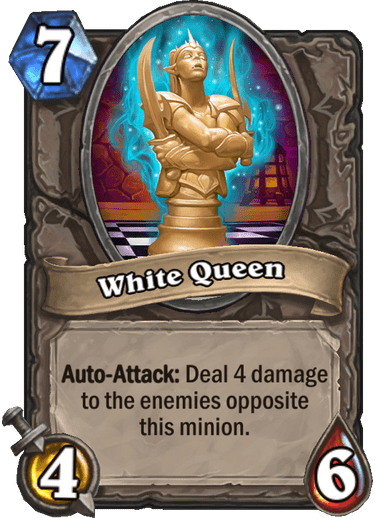 7
White Queen
Auto-Attack: Deal 4 damage
to the enemies opposite
this minion.
4
6